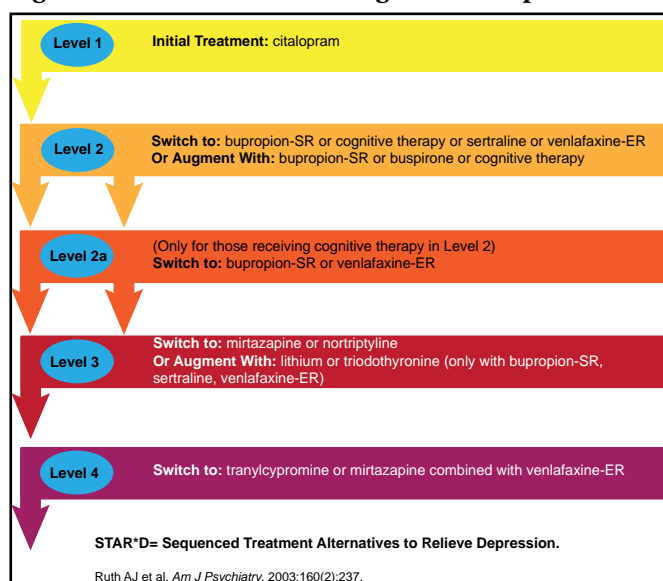 Level 1
Initial Treatment: citalopram
Level 2
Switch to: bupropion-SR or cognitive therapy or sertraline or venlafaxine-ER
Or Augment With: bupropion-SR or buspirone or cognitive therapy
Level 2a
(Only for those receiving cognitive therapy in Level 2)
Switch to: bupropion-SR or venlafaxine-ER
Level 3
Switch to: mirtazapine or nortriptyline
Or Augment With: lithium or triodothyronine (only with bupropion-SR,
sertraline, venlafaxine-ER)
Level 4
Switch to: tranylcypromine or mirtazapine combined with venlafaxine-ER
STAR*D= Sequenced Treatment Alternatives to Relieve Depression.
Ruth AJ et al. Am J Psychiatry. 2003;160(2):237.